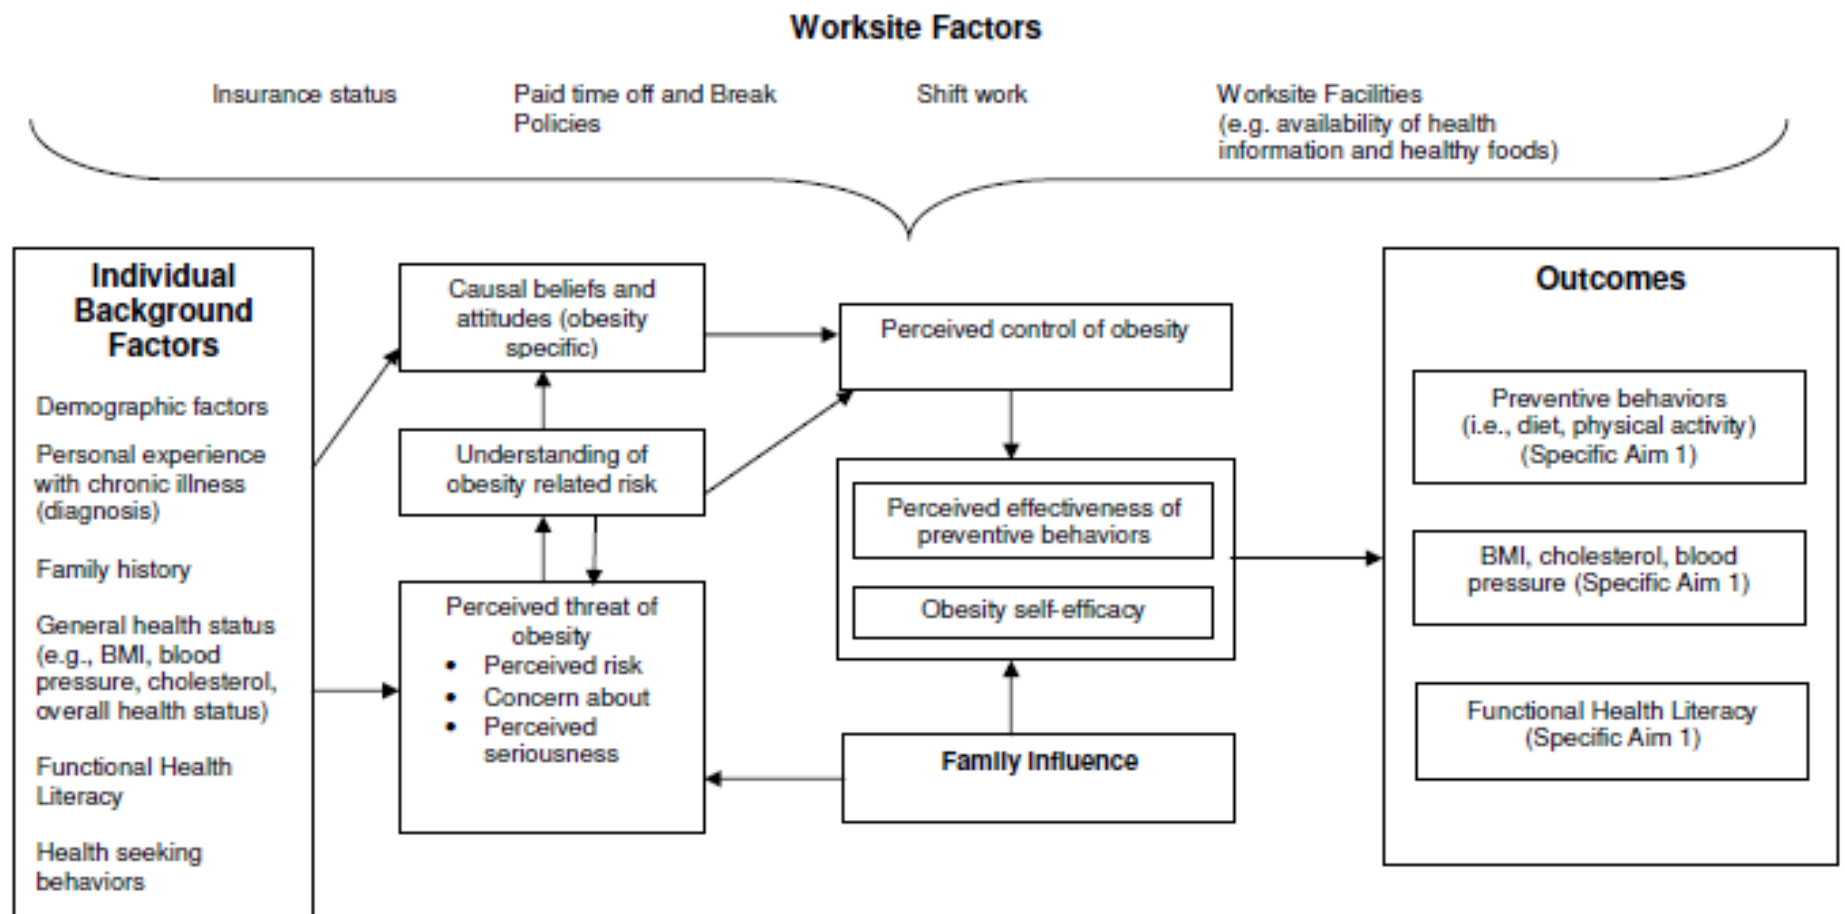 Worksite Factors
Insurance status
Paid time off and Break
Policies
Shift work
Worksite Facilities
(e.g. availability of health
information and healthy foods)
Individual
Background
Factors
Demographic factors
Personal experience
with chronic illness
(diagnosis)
Family history
General health status
(e.g., BMI, blood
pressure, cholesterol,
overall health status)
Functional Health
Literacy
Health seeking
behaviors
Causal beliefs and
attitudes (obesity
specific)
Understanding of
obesity related risk
Perceived threat of
obesity
• Perceived risk
• Concern about
• Perceived
seriousness
Perceived control of obesity
Perceived effectiveness of
preventive behaviors
Obesity self-efficacy
Family Influence
Outcomes
Preventive behaviors
(i.e., diet, physical activity)
(Specific Aim 1)
BMI, cholesterol, blood
pressure (Specific Aim 1)
Functional Health Literacy
(Specific Aim 1)